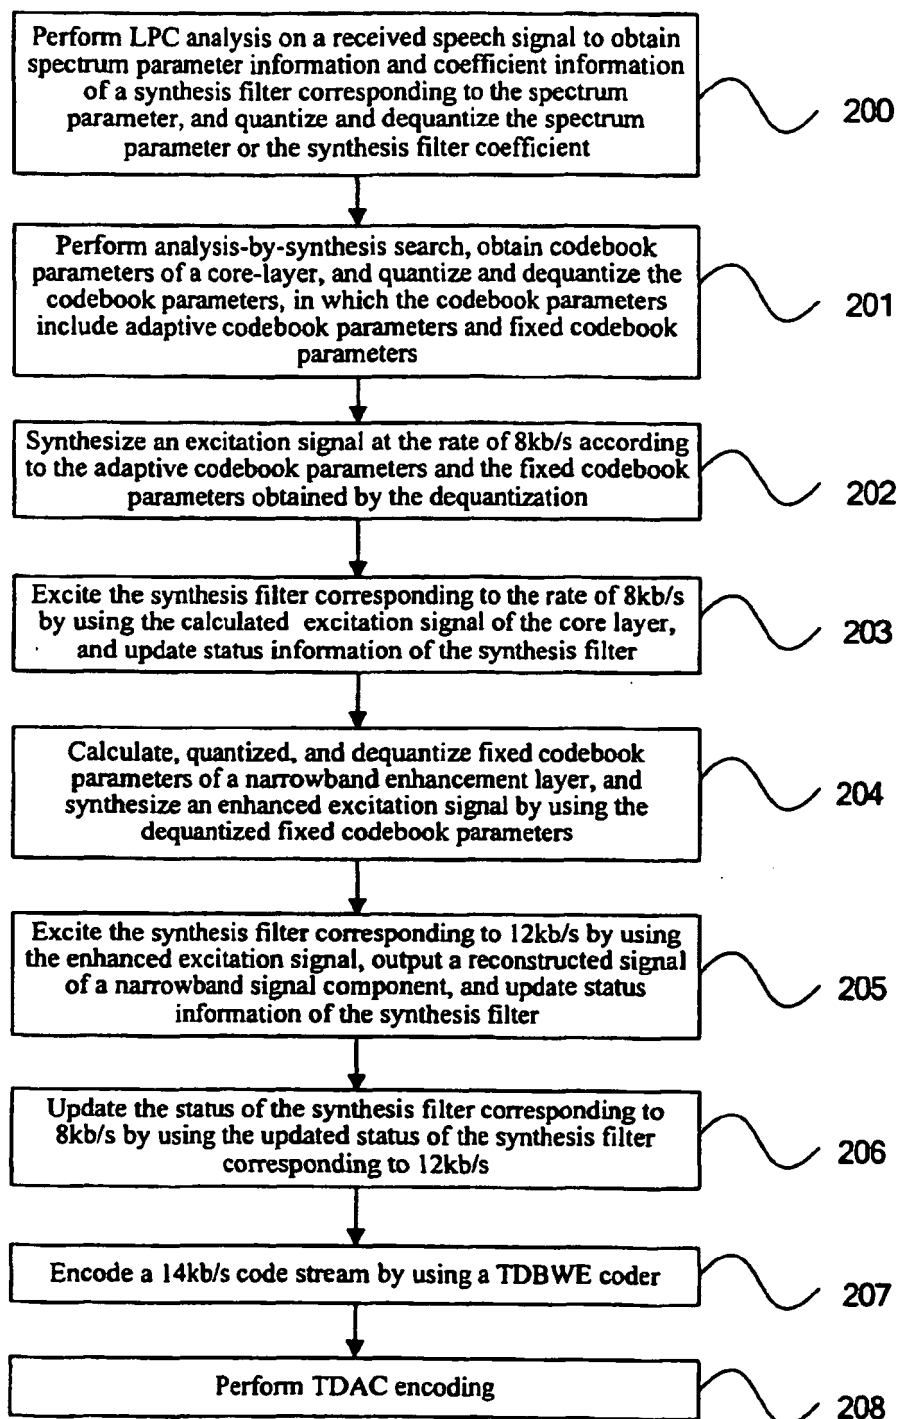 Perform LPC analysis on a received speech signal to obtain
spectrum parameter information and coefficient information
of a synthesis filter corresponding to the spectrum
parameter, and quantize and dequantize the spectrum
parameter or the synthesis filter coefficient
200
Perform analysis-by-synthesis search, obtain codebook
parameters of a core-layer, and quantize and dequantize the
codebook parameters, in which the codebook parameters
include adaptive codebook parameters and fixed codebook
parameters
201
Synthesize an excitation signal at the rate of 8kb/s according
to the adaptive codebook parameters and the fixed codebook
parameters obtained by the dequantization
202
Excite the synthesis filter corresponding to the rate of 8kb/s
by using the calculated excitation signal of the core layer,
and update status information of the synthesis filter
203
Calculate, quantized, and dequantize fixed codebook
parameters of a narrowband enhancement layer, and
synthesize an enhanced excitation signal by using the
dequantized fixed codebook parameters
204
Excite the synthesis filter corresponding to 12kb/s by using
the enhanced excitation signal, output a reconstructed signal
of a narrowband signal component, and update status
information of the synthesis filter
205
Update the status of the synthesis filter corresponding to
8kb/s by using the updated status of the synthesis filter
corresponding to 12kb/s
206
Encode a 14kb/s code stream by using a TDBWE coder
207
Perform TDAC encoding
208